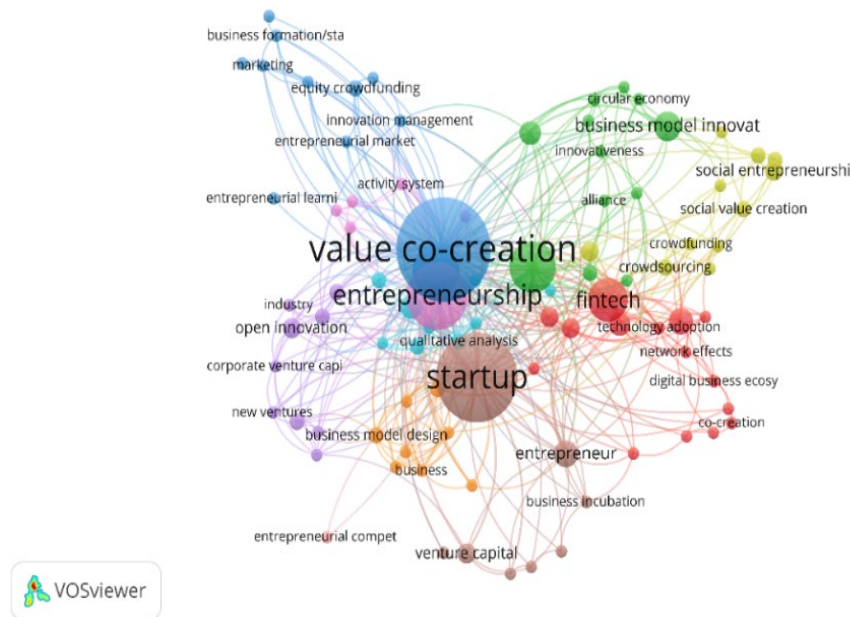 business formation/sta
marketing
equity crowdfunding
circular economy
innovation management
business model innovat
entrepreneurial market
innovativeness
social entrepreneurshi
activity system
entrepreneurial learni
alliance
social value creation
value co-creation
crowdfunding
crowdsourcing
entrepreneurship
fintech
industry
open innovation
technology adoption
qualitative analysis
network effects
corporate venture capi
startup
digital business ecosy
new ventures
co-creation
business model design
entrepreneur
business
business incubation
entrepreneurial compet
venture capital
VOSviewer